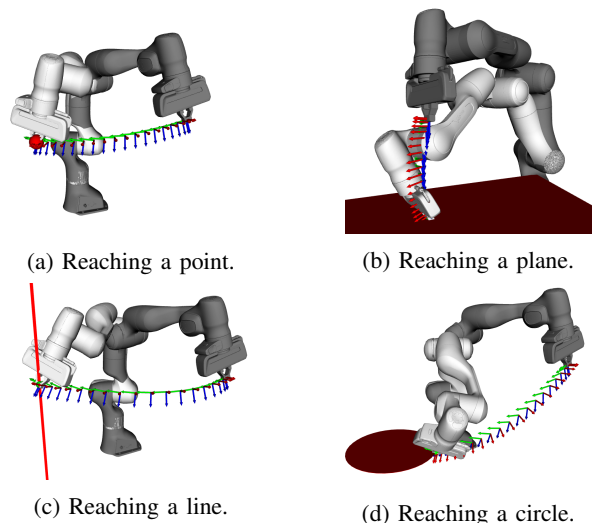 (a) Reaching a point.
(b) Reaching a plane.
(c) Reaching a line.
(d) Reaching a circle.